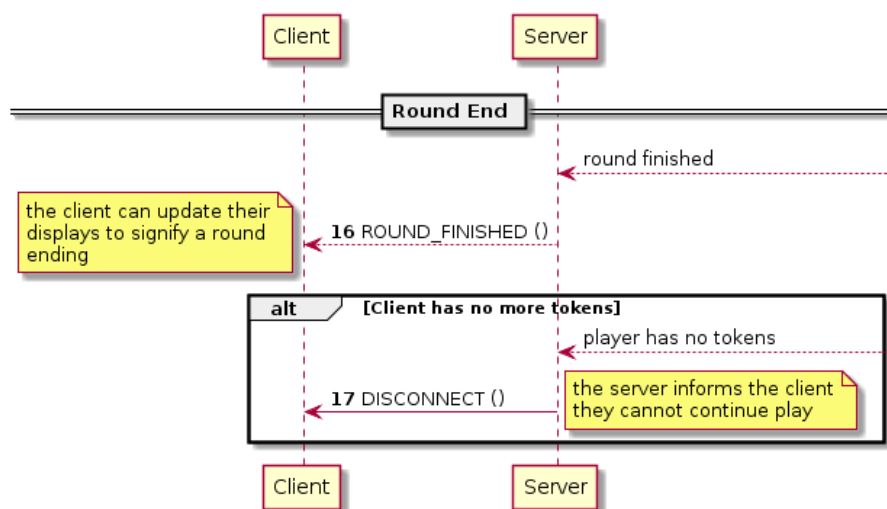 Client
Server
Round End
round finished
the client can update their
displays to signify a round
ending
16 ROUND_FINISHED ()
alt
[Client has no more tokens]
player has no tokens
17 DISCONNECT ()
the server informs the client
they cannot continue play
Client
Server